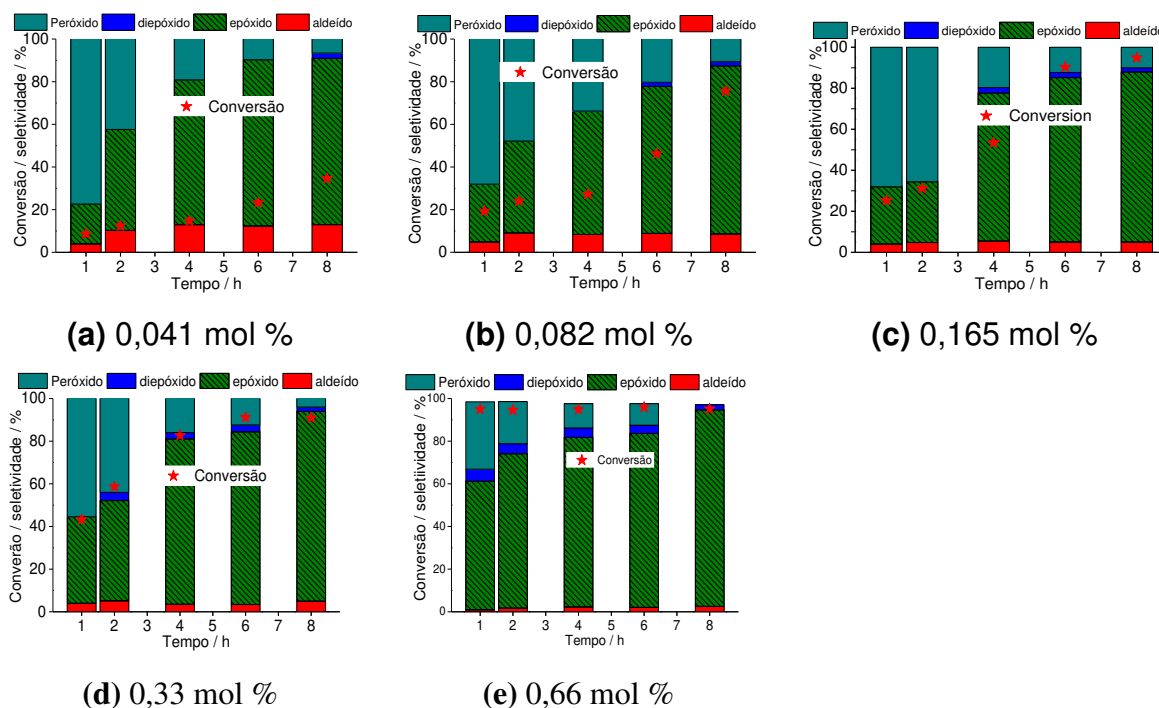 Peróxido diepóxido epóxido aldeído
Conversão / seletividade / %
100
80
60
40
20
0
Conversão
1 2 3 4 5 6 7 8
Tempo / h
(a) 0,041 mol %
Peróxido diepóxido epóxido aldeído
Conversão / seletividade / %
100
80
60
40
20
0
Conversão
1 2 3 4 5 6 7 8
Tempo / h
(b) 0,082 mol %
Peróxido diepóxido epóxido aldeído
Conversão / seletividade / %
100
80
60
40
20
0
Conversion
1 2 3 4 5 6 7 8
Tempo / h
(c) 0,165 mol %
Peróxido diepóxido epóxido aldeído
Converão / seletividade / %
100
80
60
40
20
0
Conversão
1 2 3 4 5 6 7 8
Tempo / h
(d) 0,33 mol %
Peróxido diepóxido epóxido aldeído
Conversão / seletiividade / %
100
80
60
40
20
0
Conversão
1 2 3 4 5 6 7 8
Tempo / h
(e) 0,66 mol %